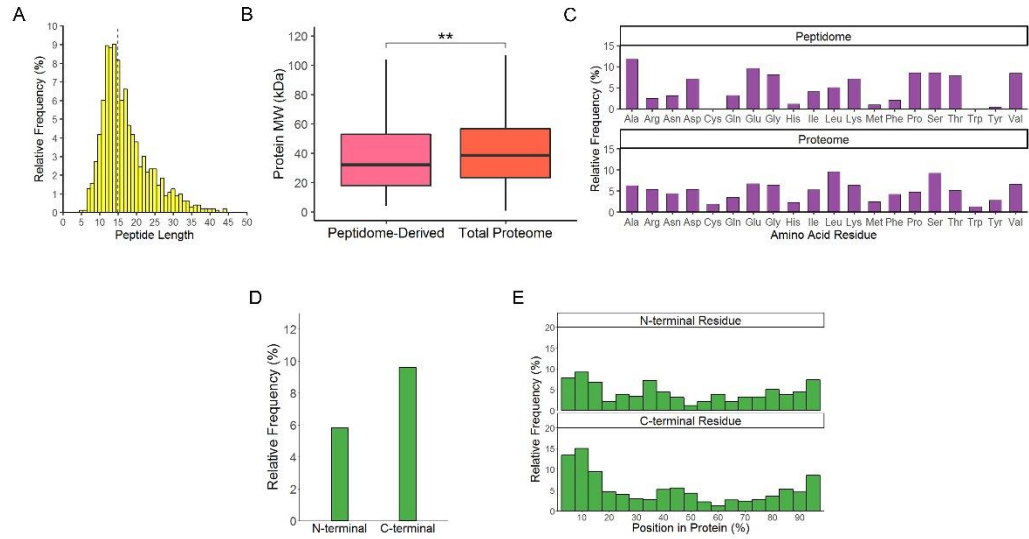 A
Relative Frequency (%)
10
9
8
7
6
5
4
3
2
1
0
0 5 10 15 20 25 30 35 40 45 50
Peptide Length
B
Protein MW (kDa)
120
100
80
60
40
20
0
**
Peptidome-Derived Total Proteome
C
Relative Frequency (%)
Peptidome
15
10
5
0
Ala Arg Asn Asp Cys Gln Glu Gly His Ile Leu Lys Met Phe Pro Ser Thr Trp Tyr Val
Proteome
15
10
5
0
Ala Arg Asn Asp Cys Gln Glu Gly His Ile Leu Lys Met Phe Pro Ser Thr Trp Tyr Val
Amino Acid Residue
D
Relative Frequency (%)
12
10
8
6
4
2
0
N-terminal C-terminal
E
Relative Frequency (%)
N-terminal Residue
20
15
10
5
0
C-terminal Residue
20
15
10
5
0
10 20 30 40 50 60 70 80 90
Position in Protein (%)